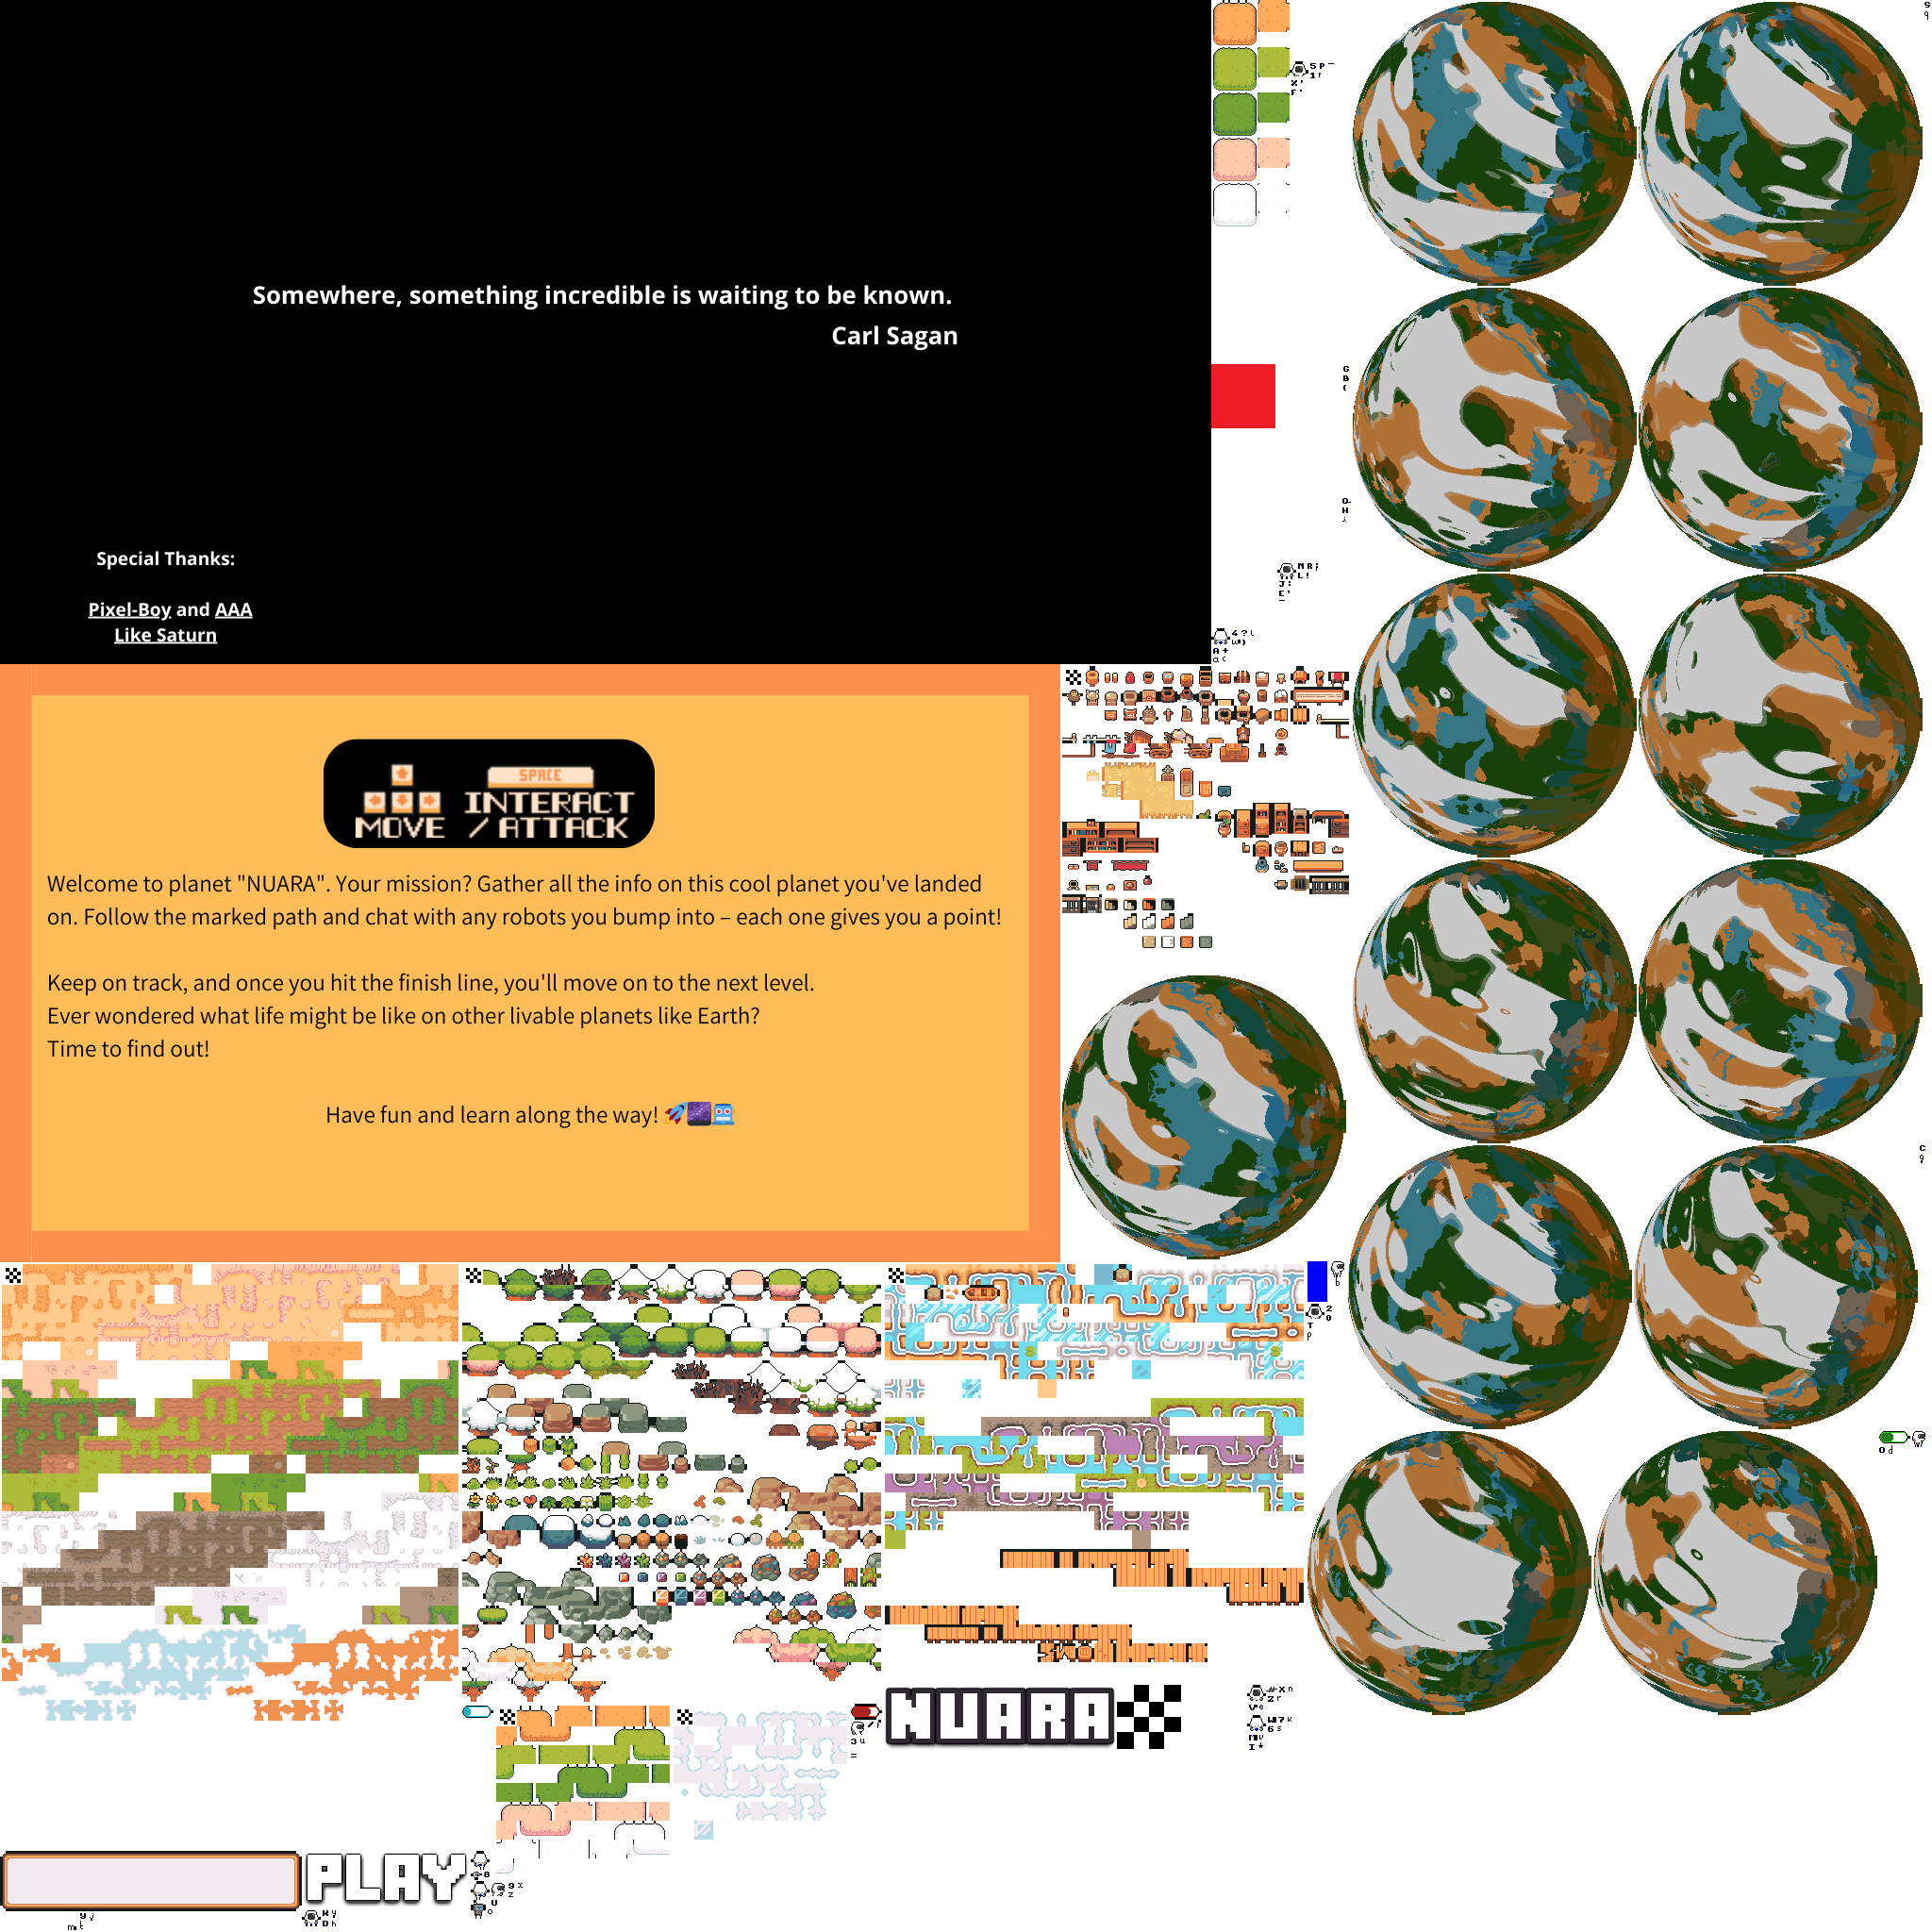 Somewhere, something incredible is waiting to be known.
Carl Sagan
Special Thanks:
Pixel-Boy and AAA
Like Saturn
SPACE
MOVE
INTERACT
/ATTACK
Welcome to planet "NUARA". Your mission? Gather all the info on this cool planet you've landed
on. Follow the marked path and chat with any robots you bump into – each one gives you a point!
Keep on track, and once you hit the finish line, you'll move on to the next level.
Ever wondered what life might be like on other livable planets like Earth?
Time to find out!
Have fun and learn along the way!
NUARA
PLAY